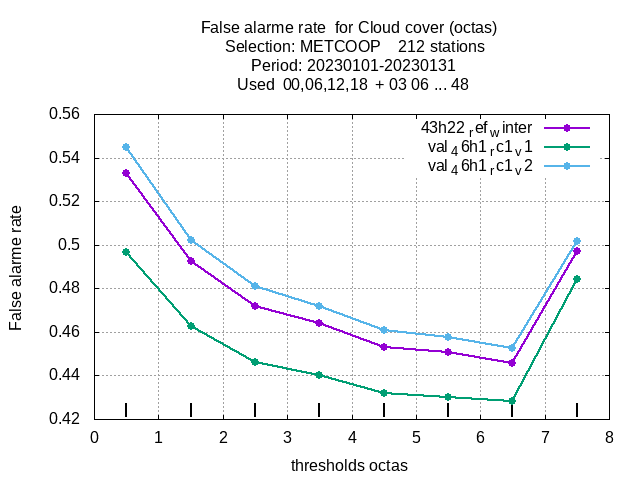 False alarme rate  for Cloud cover (octas)
Selection: METCOOP    212 stations
Period: 20230101-20230131
Used  00,06,12,18  + 03 06 ... 48
0.56
0.54
0.52
0.5
0.48
0.46
0.44
0.42
False alarme rate
43h22_ref_winter
val_46h1_rc1_v1
val_46h1_rc1_v2
0 1 2 3 4 5 6 7 8
thresholds octas